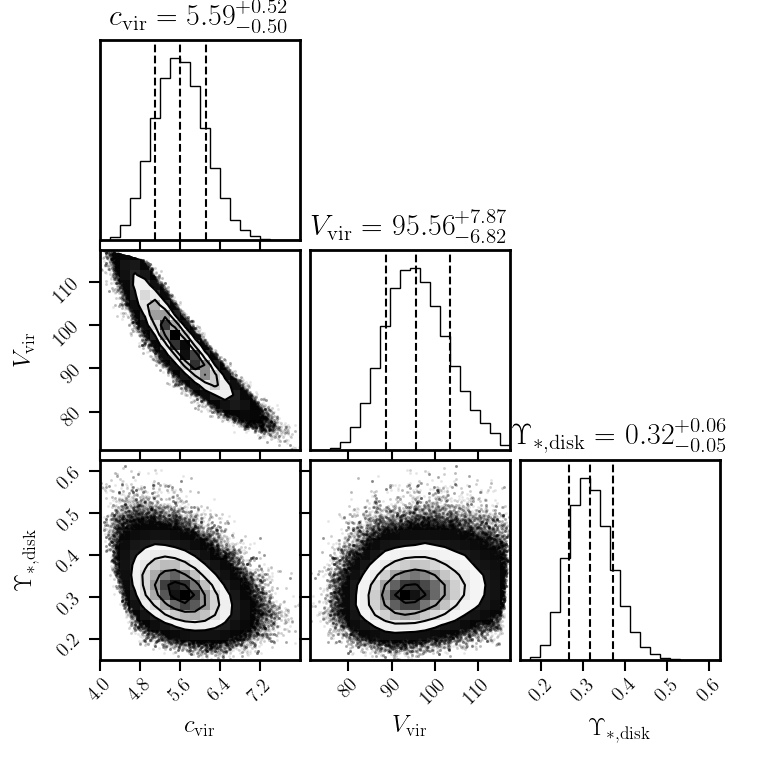 c_vir = 5.59^{+0.52}_{-0.50}
V_vir = 95.56^{+7.87}_{-6.82}
110
100
90
80
V_vir
ϒ_{*,disk} = 0.32^{+0.06}_{-0.05}
0.6
0.5
0.4
0.3
0.2
ϒ_{*,disk}
4.0 4.8 5.6 6.4 7.2
80 90 100 110
0.2 0.3 0.4 0.5 0.6
c_vir
V_vir
ϒ_{*,disk}